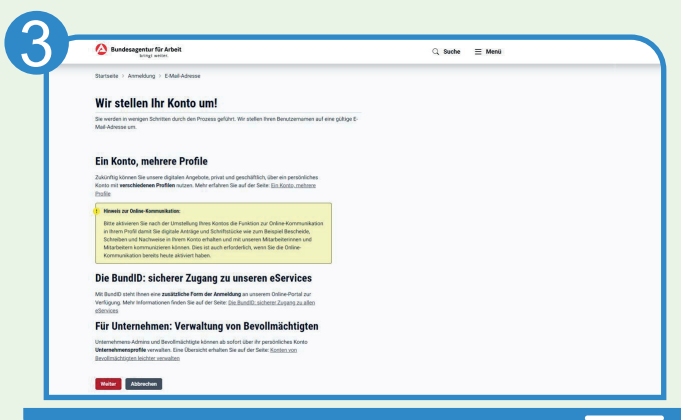 3
Bundesagentur für Arbeit
bringt weiter.
Suche
Menü
Startseite > Anmeldung > E-Mail-Adresse
Wir stellen Ihr Konto um!
Sie werden in wenigen Schritten durch den Prozess geführt. Wir stellen Ihren Benutzernamen auf eine gültige E-
Mail-Adresse um.
Ein Konto, mehrere Profile
Zukünftig können Sie unsere digitalen Angebote, privat und geschäftlich, über ein persönliches
Konto mit verschiedenen Profilen nutzen. Mehr erfahren Sie auf der Seite: Ein Konto, mehrere
Profile
! Hinweis zur Online-Kommunikation:
Bitte aktivieren Sie nach der Umstellung Ihres Kontos die Funktion zur Online-Kommunikation
in Ihrem Profil damit Sie digitale Anträge und Schriftstücke wie zum Beispiel Bescheide,
Schreiben und Nachweise in Ihrem Konto erhalten und mit unseren Mitarbeiterinnen und
Mitarbeitern kommunizieren können. Dies ist auch erforderlich, wenn Sie die Online-
Kommunikation bereits heute aktiviert haben.
Die BundID: sicherer Zugang zu unseren eServices
Mit BundID steht Ihnen eine zusätzliche Form der Anmeldung an unserem Online-Portal zur
Verfügung. Mehr Informationen finden Sie auf der Seite: Die BundID: sicherer Zugang zu allen
eServices
Für Unternehmen: Verwaltung von Bevollmächtigten
Unternehmens-Admins und Bevollmächtigte können ab sofort über ihr persönliches Konto
Unternehmensprofile verwalten. Eine Übersicht erhalten Sie auf der Seite: Konten von
Bevollmächtigten leichter verwalten
Weiter
Abbrechen